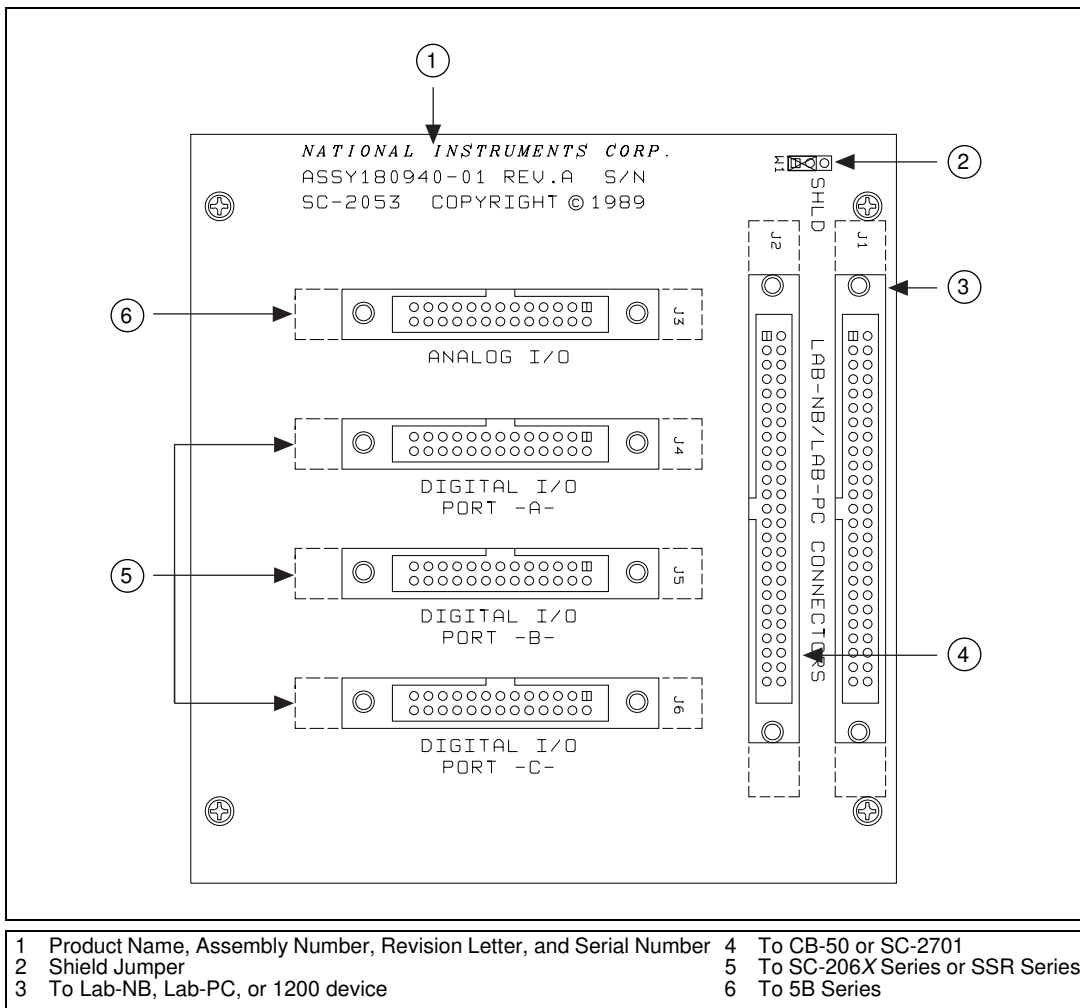 1
NATIONAL INSTRUMENTS CORP.
ASSY180940-01 REV.A S/N
SC-2053 COPYRIGHT © 1989
W1
2
SHLD
J2
J1
3
6
J3
ANALOG I/O
J4
DIGITAL I/O
PORT -A-
LAB-NB/LAB-PC CONNECTORS
5
J5
DIGITAL I/O
PORT -B-
4
J6
DIGITAL I/O
PORT -C-
1 Product Name, Assembly Number, Revision Letter, and Serial Number
2 Shield Jumper
3 To Lab-NB, Lab-PC, or 1200 device
4 To CB-50 or SC-2701
5 To SC-206X Series or SSR Series
6 To 5B Series